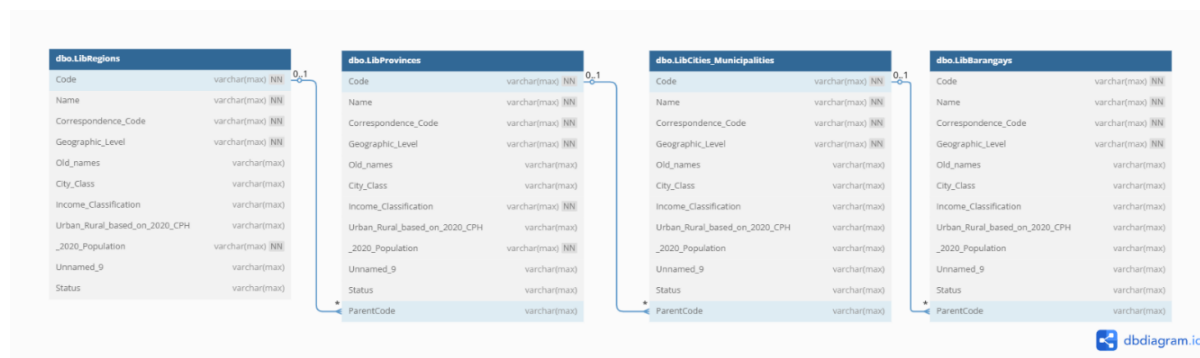 dbo.LibRegions
Code varchar(max) NN
Name varchar(max) NN
Correspondence_Code varchar(max) NN
Geographic_Level varchar(max) NN
Old_names varchar(max)
City_Class varchar(max)
Income_Classification varchar(max)
Urban_Rural_based_on_2020_CPH varchar(max)
_2020_Population varchar(max) NN
Unnamed_9 varchar(max)
Status varchar(max)
0..1
*
dbo.LibProvinces
Code varchar(max) NN
Name varchar(max) NN
Correspondence_Code varchar(max) NN
Geographic_Level varchar(max) NN
Old_names varchar(max)
City_Class varchar(max)
Income_Classification varchar(max) NN
Urban_Rural_based_on_2020_CPH varchar(max)
_2020_Population varchar(max) NN
Unnamed_9 varchar(max)
Status varchar(max)
ParentCode varchar(max)
0..1
*
dbo.LibCities_Municipalities
Code varchar(max) NN
Name varchar(max) NN
Correspondence_Code varchar(max) NN
Geographic_Level varchar(max) NN
Old_names varchar(max)
City_Class varchar(max)
Income_Classification varchar(max)
Urban_Rural_based_on_2020_CPH varchar(max)
_2020_Population varchar(max)
Unnamed_9 varchar(max)
Status varchar(max)
ParentCode varchar(max)
0..1
*
dbo.LibBarangays
Code varchar(max) NN
Name varchar(max) NN
Correspondence_Code varchar(max) NN
Geographic_Level varchar(max) NN
Old_names varchar(max)
City_Class varchar(max)
Income_Classification varchar(max)
Urban_Rural_based_on_2020_CPH varchar(max)
_2020_Population varchar(max)
Unnamed_9 varchar(max)
Status varchar(max)
ParentCode varchar(max)
dbdiagram.io